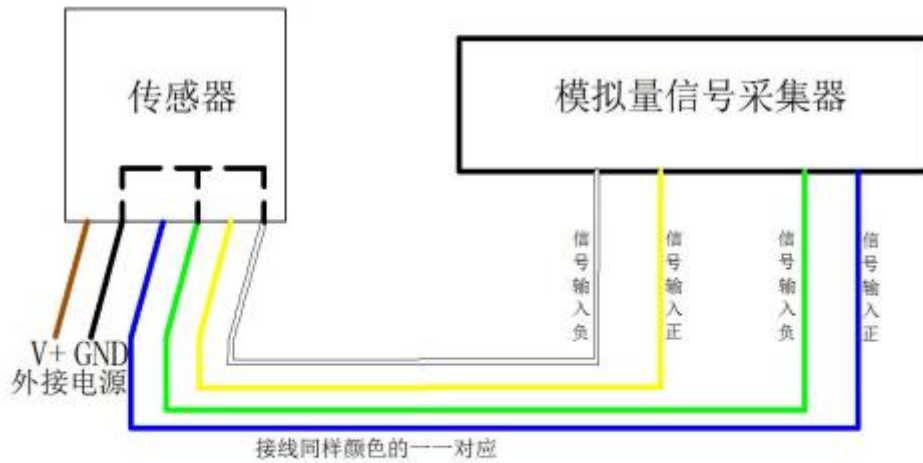 传感器
模拟量信号采集器
信号输入负
信号输入正
信号输入负
信号输入正
V+ GND
外接电源
接线同样颜色的一一对应